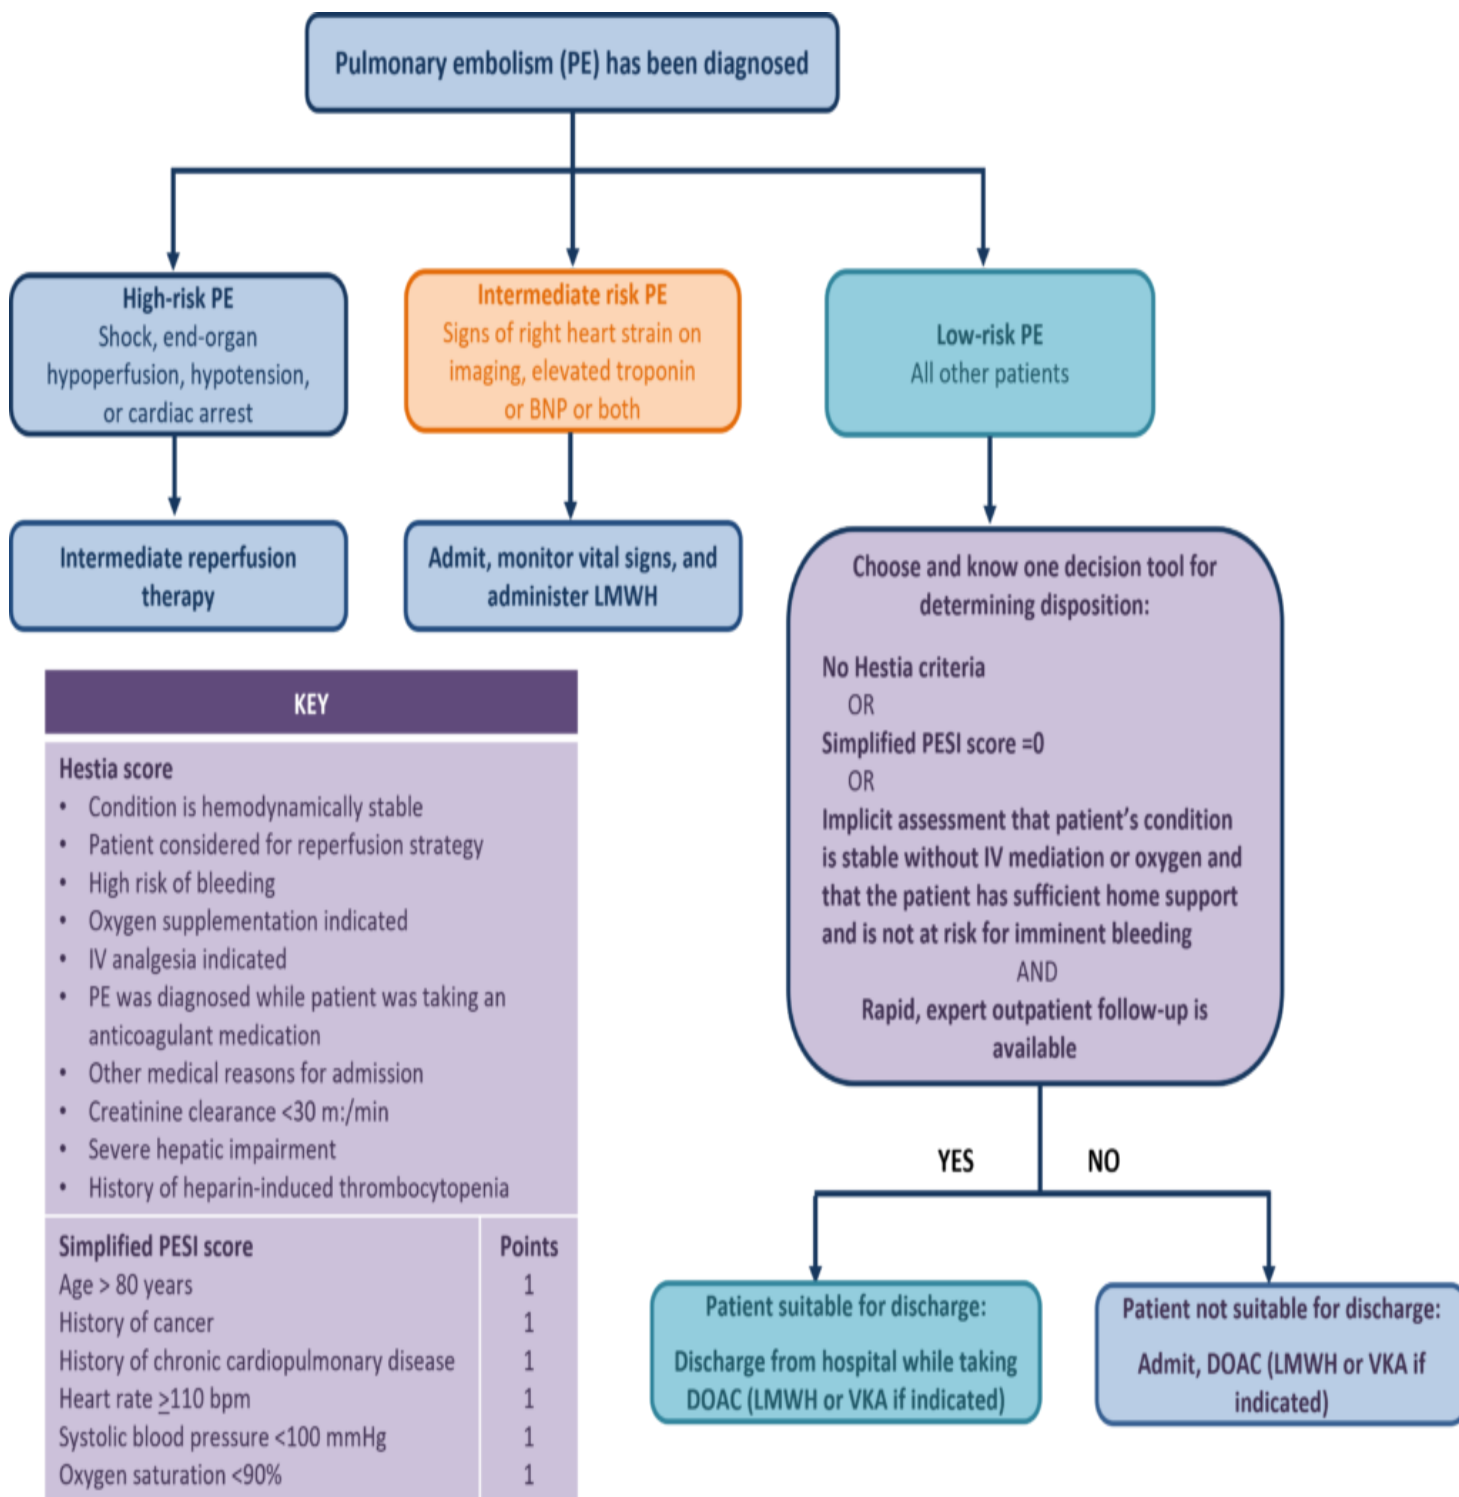 Pulmonary embolism (PE) has been diagnosed
High-risk PE
Shock, end-organ
hypoperfusion, hypotension,
or cardiac arrest
Intermediate risk PE
Signs of right heart strain on
imaging, elevated troponin
or BNP or both
Low-risk PE
All other patients
Intermediate reperfusion
therapy
Admit, monitor vital signs, and
administer LMWH
Choose and know one decision tool for
determining disposition:
No Hestia criteria
OR
Simplified PESI score =0
OR
Implicit assessment that patient's condition
is stable without IV mediation or oxygen and
that the patient has sufficient home support
and is not at risk for imminent bleeding
AND
Rapid, expert outpatient follow-up is
available
YES
NO
Patient suitable for discharge:
Discharge from hospital while taking
DOAC (LMWH or VKA if indicated)
Patient not suitable for discharge:
Admit, DOAC (LMWH or VKA if
indicated)
KEY
Hestia score
• Condition is hemodynamically stable
• Patient considered for reperfusion strategy
• High risk of bleeding
• Oxygen supplementation indicated
• IV analgesia indicated
• PE was diagnosed while patient was taking an
anticoagulant medication
• Other medical reasons for admission
• Creatinine clearance <30 m:/min
• Severe hepatic impairment
• History of heparin-induced thrombocytopenia
Simplified PESI score Points
Age > 80 years 1
History of cancer 1
History of chronic cardiopulmonary disease 1
Heart rate ≥110 bpm 1
Systolic blood pressure <100 mmHg 1
Oxygen saturation <90% 1